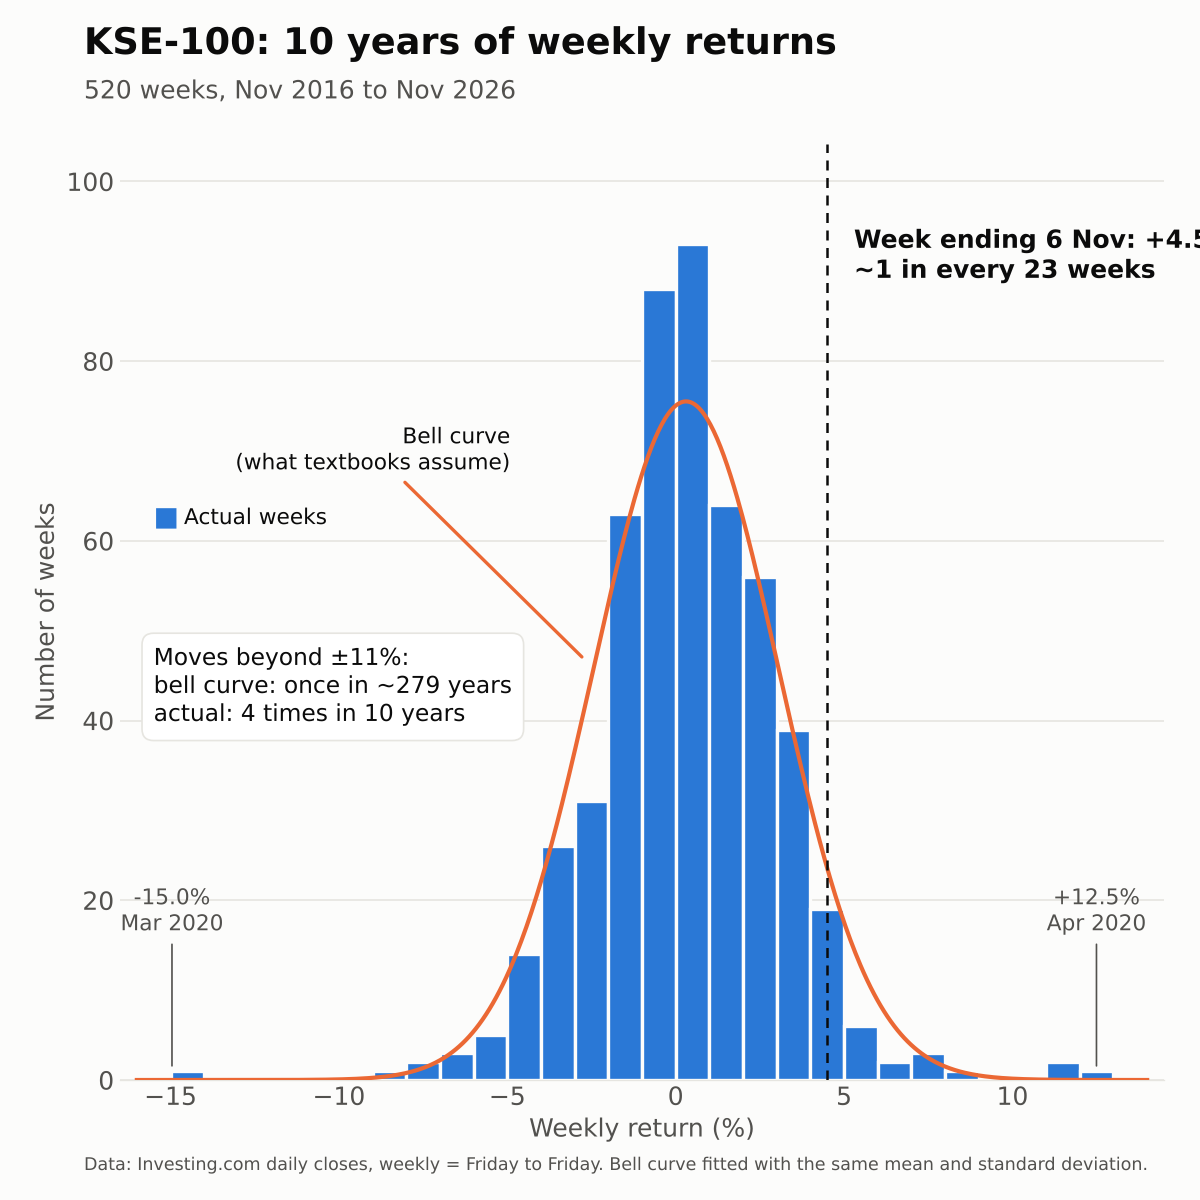 KSE-100: 10 years of weekly returns
520 weeks, Nov 2016 to Nov 2026
100
80
60
40
20
0
Number of weeks
Week ending 6 Nov: +4.5
~1 in every 23 weeks
Bell curve
(what textbooks assume)
Actual weeks
Moves beyond ±11%:
bell curve: once in ~279 years
actual: 4 times in 10 years
-15.0%
Mar 2020
+12.5%
Apr 2020
−15
−10
−5
0
5
10
Weekly return (%)
Data: Investing.com daily closes, weekly = Friday to Friday. Bell curve fitted with the same mean and standard deviation.